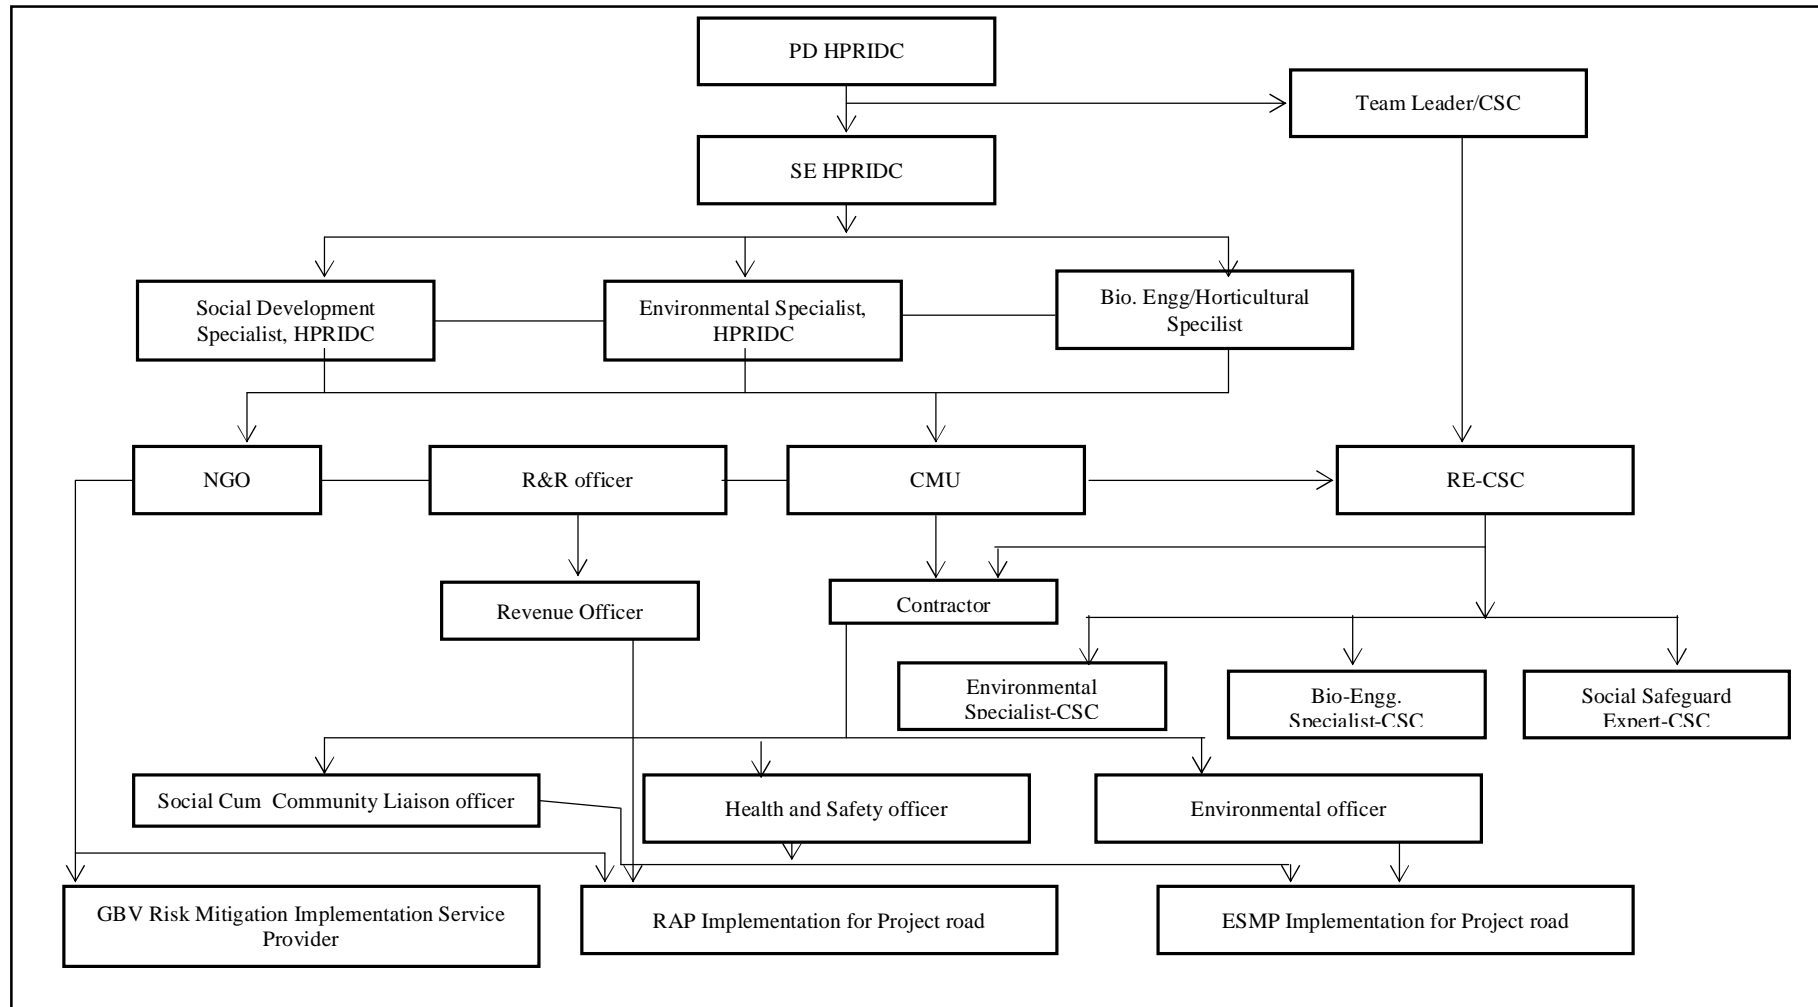 PD HPRIDC
Team Leader/CSC
SE HPRIDC
Social Development
Specialist, HPRIDC
Environmental Specialist,
HPRIDC
Bio. Engg/Horticultural
Specilist
NGO
R&R officer
CMU
RE-CSC
Revenue Officer
Contractor
Environmental
Specialist-CSC
Bio-Engg.
Specialist-CSC
Social Safeguard
Expert-CSC
Social Cum  Community Liaison officer
Health and Safety officer
Environmental officer
GBV Risk Mitigation Implementation Service
Provider
RAP Implementation for Project road
ESMP Implementation for Project road